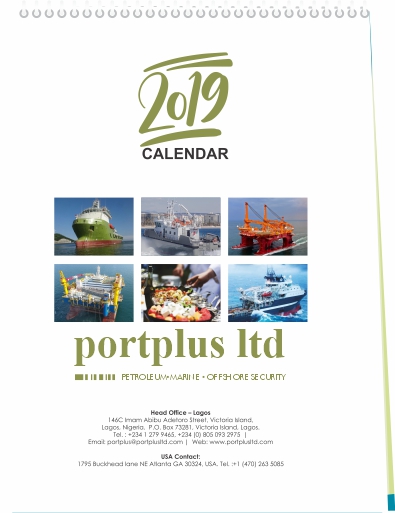 2019
CALENDAR
portplus ltd
PETROLEUM•MARINE • OFFSHORE SECURITY
Head Office – Lagos
146C Imam Abibu Adetoro Street, Victoria Island,
Lagos, Nigeria. P.O. Box 73281, Victoria Island, Lagos.
Tel. : +234 1 279 9465, +234 (0) 805 093 2975 |
Email: portplus@portplusltd.com | Web: www.portplusltd.com
USA Contact:
1795 Buckhead lane NE Atlanta GA 30324, USA. Tel. :+1 (470) 263 5085